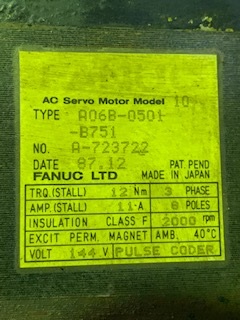 AC Servo Motor Model 10
TYPE A06B-0501
-B751
NO. A-723722
DATE 87.12 PAT. PEND
FANUC LTD MADE IN JAPAN
TRQ.(STALL) 12 Nm 3 PHASE
AMP.(STALL) 11 A 8 POLES
INSULATION CLASS F 2000 rpm
EXCIT PERM. MAGNET AMB. 40°C
VOLT 144 V PULSE CODER